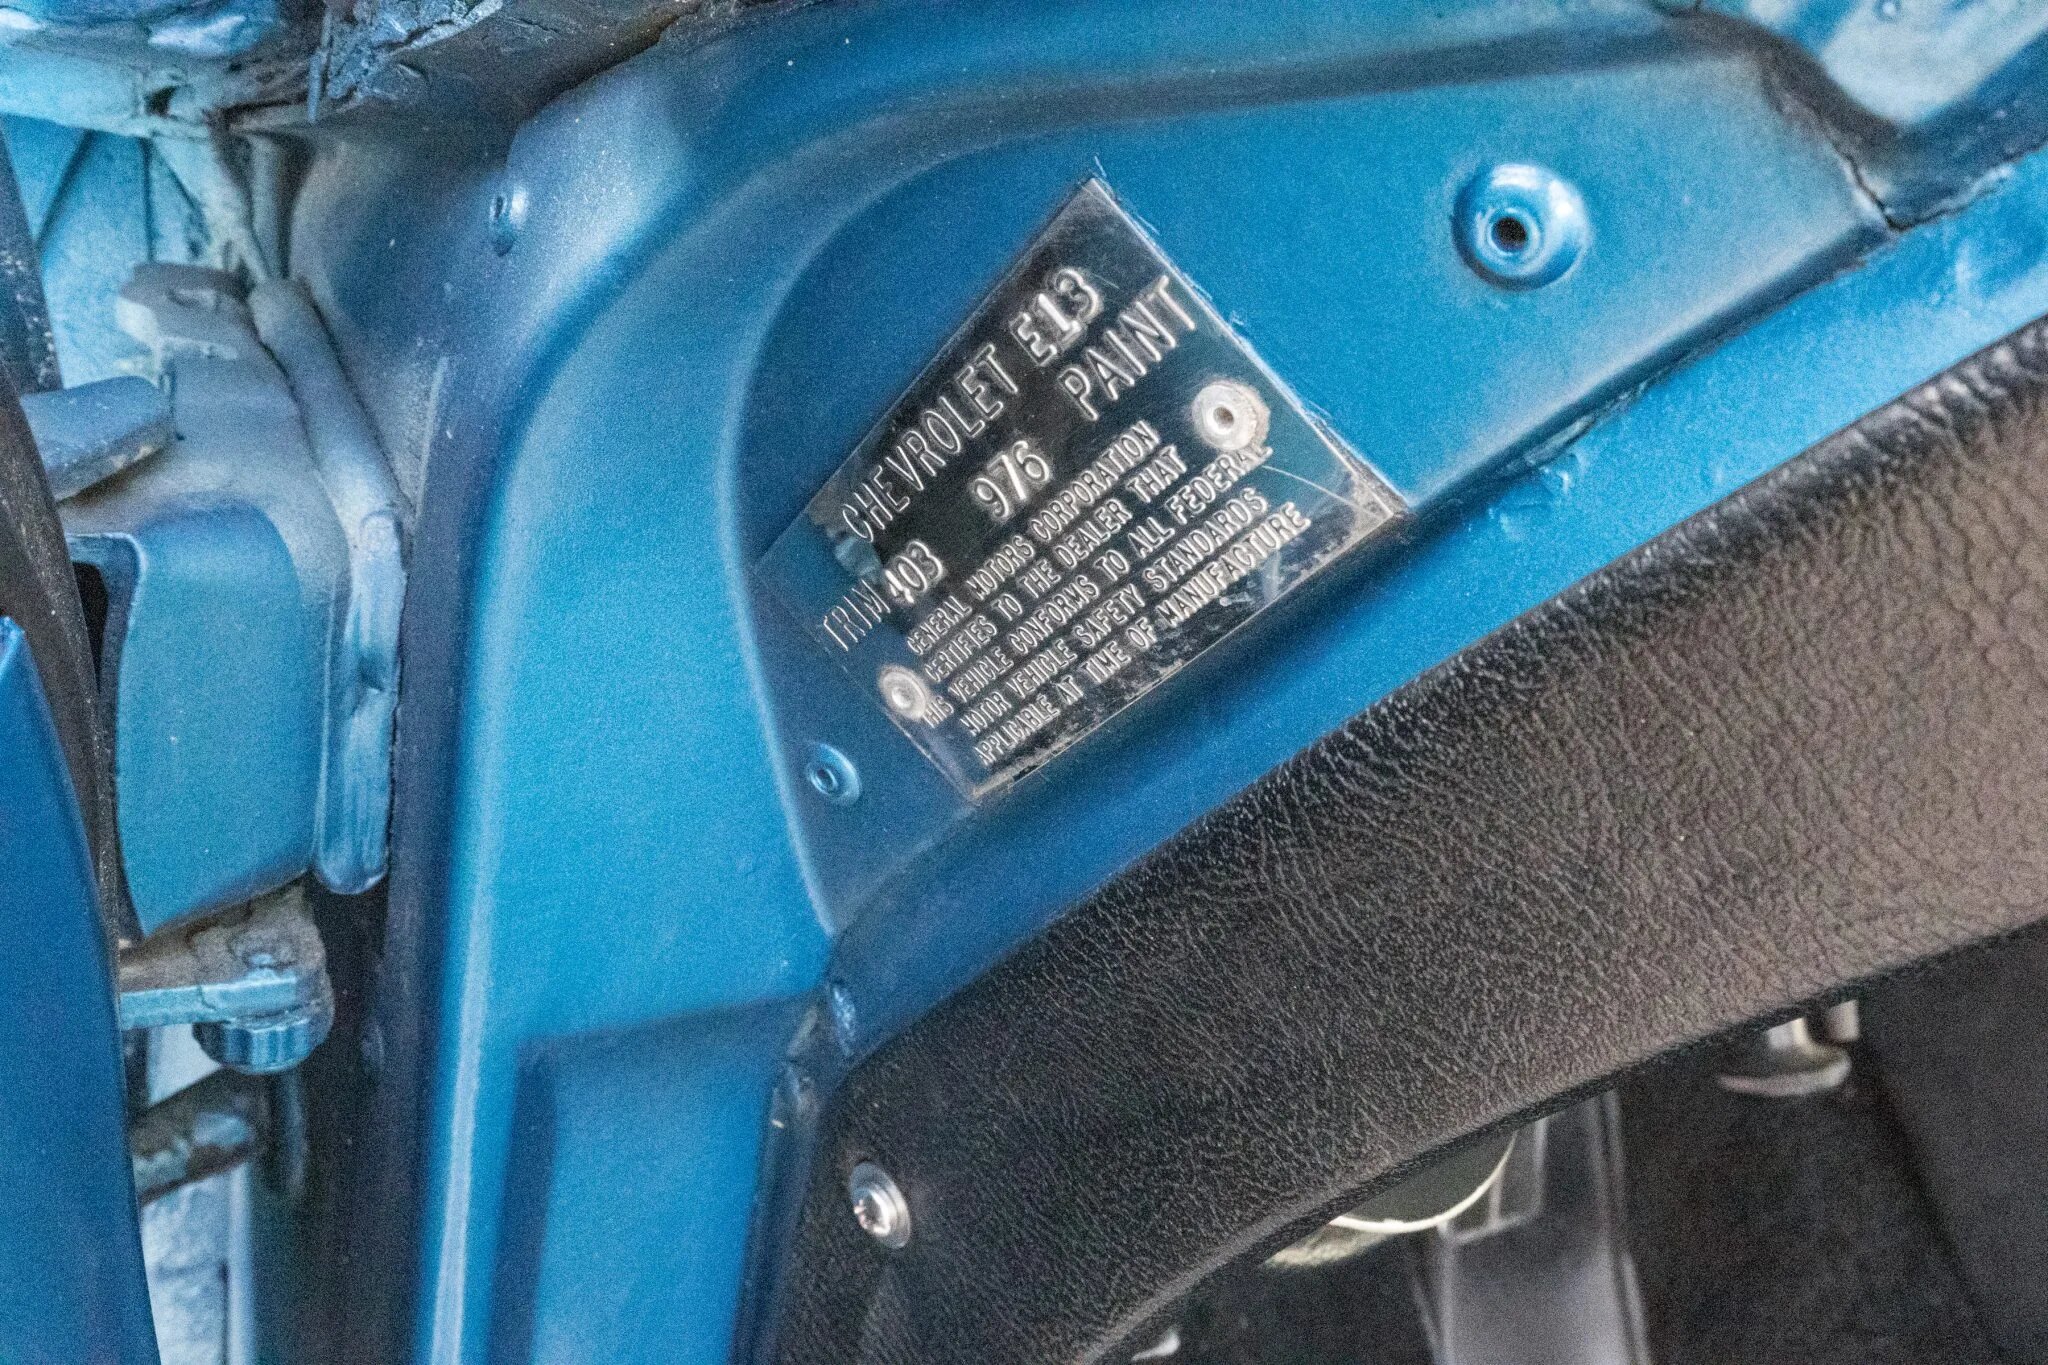 CHEVROLET E13
TRIM 403 976 PAINT
GENERAL MOTORS CORPORATION
CERTIFIES TO THE DEALER THAT
THIS VEHICLE CONFORMS TO ALL FEDERAL
MOTOR VEHICLE SAFETY STANDARDS
APPLICABLE AT THE TIME OF MANUFACTURE